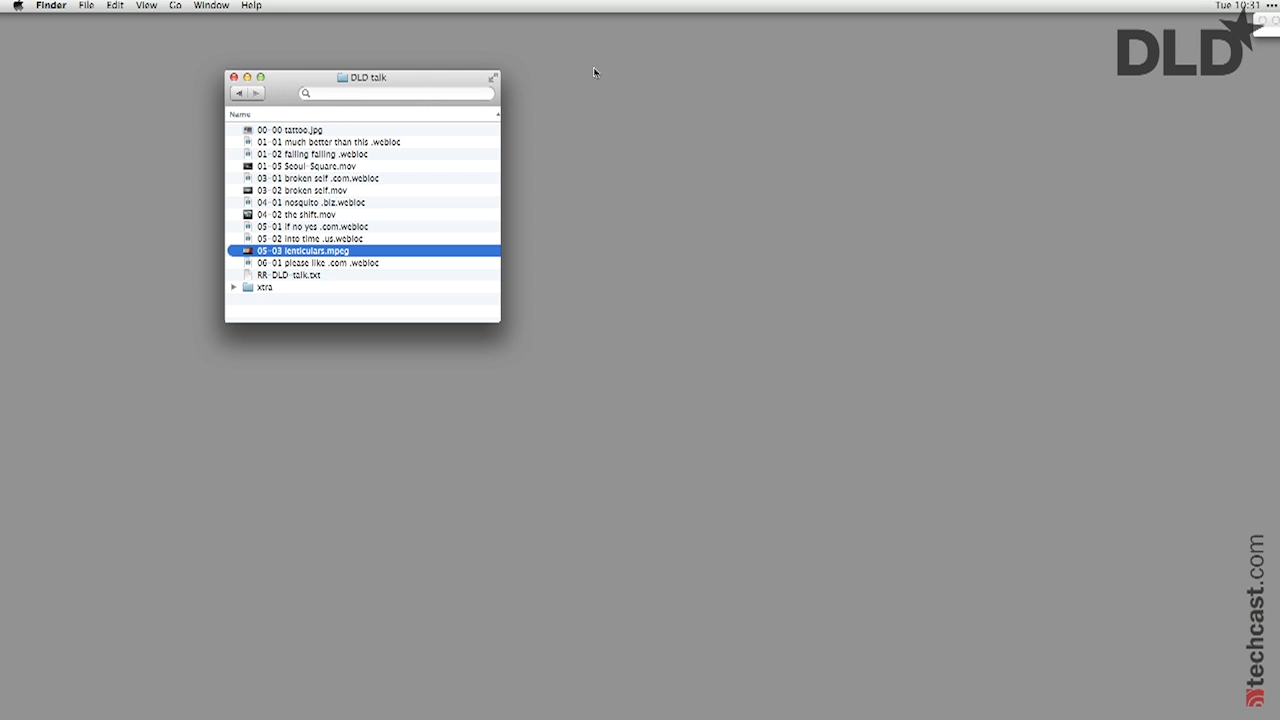 Finder File Edit View Go Window Help
Tue 10:31
DLD
DLD talk
Name
00-00 tattoo.jpg
01-01 much better than this .webloc
01-02 falling falling .webloc
01-05 Seoul-Square.mov
03-01 broken self .com.webloc
03-02 broken self.mov
04-01 nosquito .biz.webloc
04-02 the shift.mov
05-01 if no yes .com.webloc
05-02 into time .us.webloc
05-03 lenticulars.mpeg
06-01 please like .com .webloc
RR-DLD-talk.txt
xtra
techcast.com